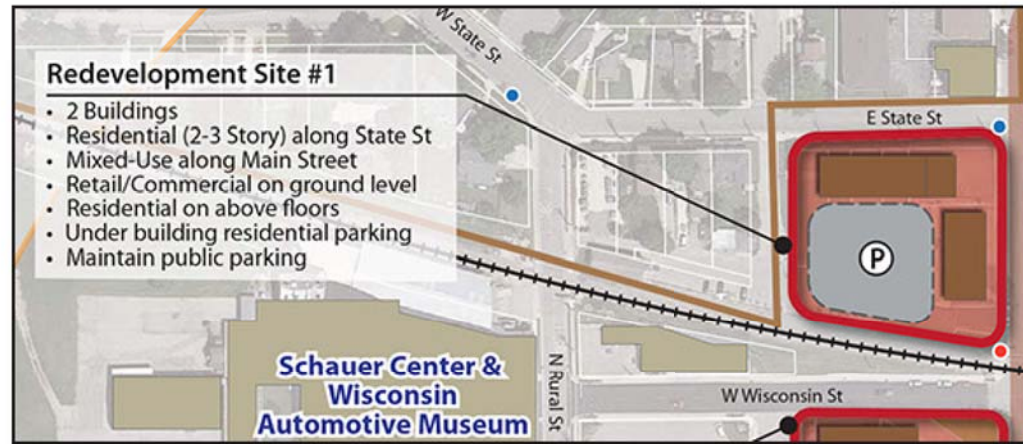 W State St
Redevelopment Site #1
• 2 Buildings
• Residential (2-3 Story) along State St
• Mixed-Use along Main Street
• Retail/Commercial on ground level
• Residential on above floors
• Under building residential parking
• Maintain public parking
E State St
P
Schauer Center &
Wisconsin
Automotive Museum
N Rural St
W Wisconsin St